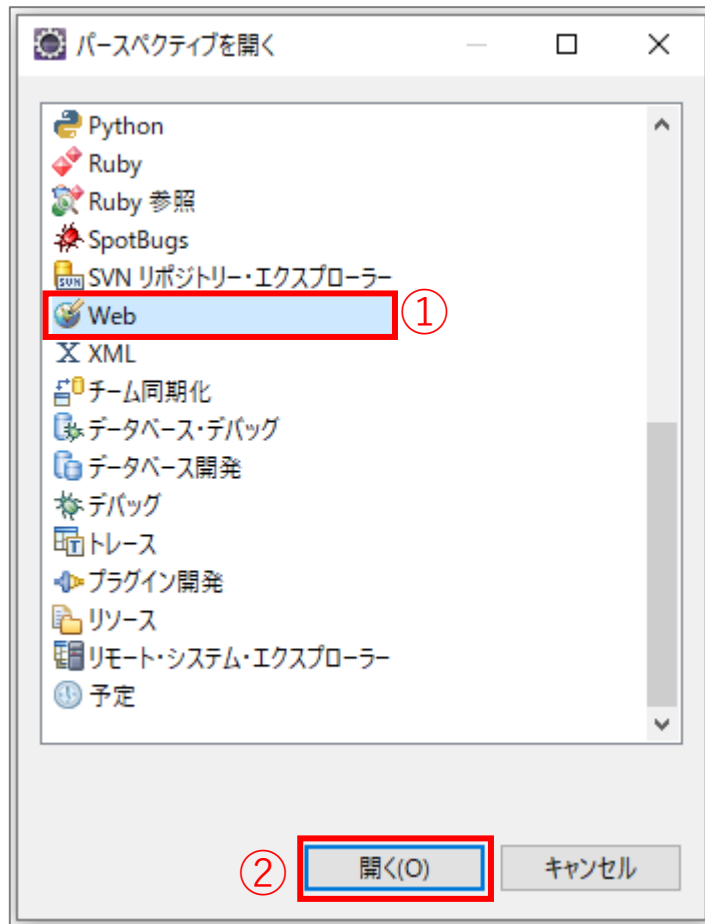 パースペクティブを開く
Python
Ruby
Ruby 参照
SpotBugs
SVN リポジトリー・エクスプローラー
Web ①
X XML
チーム同期化
データベース・デバッグ
データベース開発
デバッグ
トレース
プラグイン開発
リソース
リモート・システム・エクスプローラー
予定
② 開く(O) キャンセル